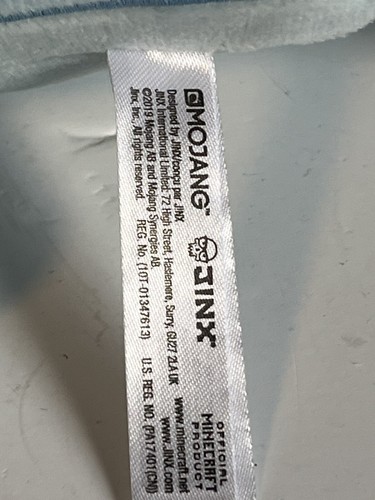 MOJANG™ JINX™ OFFICIAL MINECRAFT PRODUCT
Designed by JINX/conçu par JINX www.minecraft.net
JINX International Limited: 72 High Street, Haslemere, Surry, GU27 2LA UK www.JINX.com
©2019 Mojang AB and Mojang Synergies AB.
Jinx, Inc., All rights reserved. REG. No. (1OT-01347613) U.S. REG. NO. (PA17401(CN))